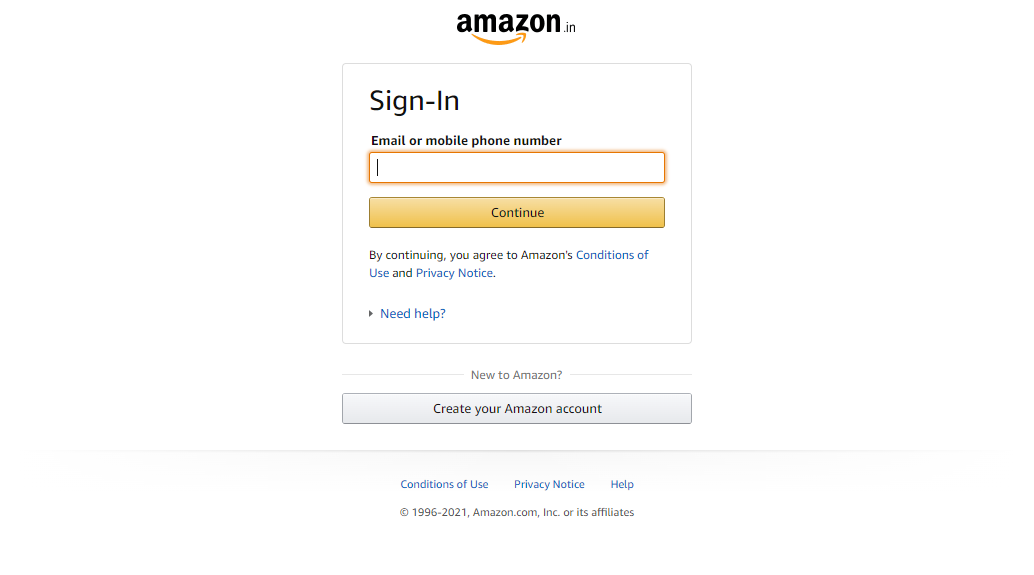 amazon.in
Sign-In
Email or mobile phone number
Continue
By continuing, you agree to Amazon's Conditions of
Use and Privacy Notice.
Need help?
New to Amazon?
Create your Amazon account
Conditions of Use Privacy Notice Help
© 1996-2021, Amazon.com, Inc. or its affiliates